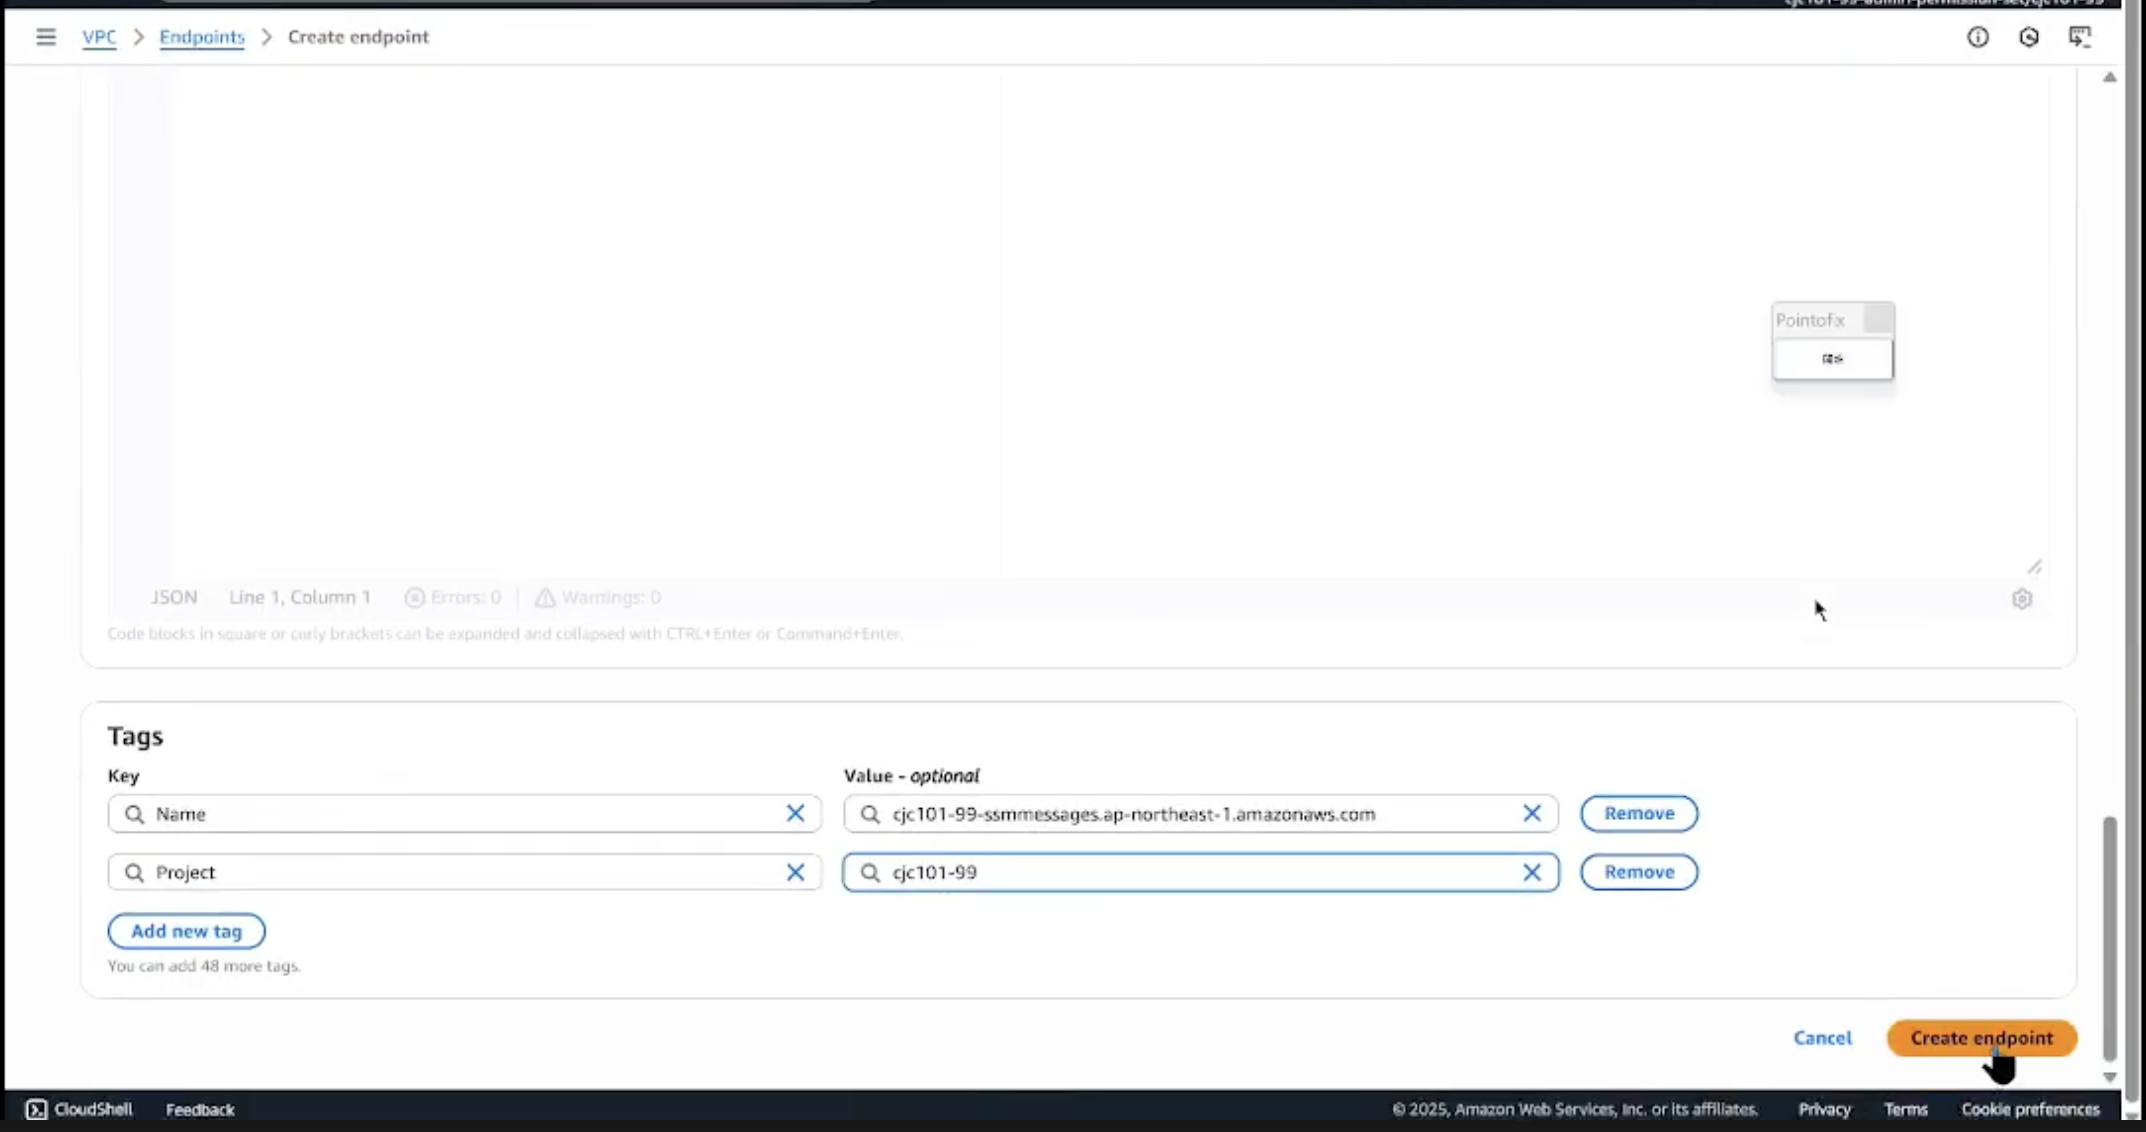 VPC > Endpoints > Create endpoint
Pointofix
JSON Line 1, Column 1 Errors: 0 Warnings: 0
Code blocks in square or curly brackets can be expanded and collapsed with CTRL+Enter or Command+Enter.
Tags
Key Value - optional
Name cjc101-99-ssmmessages.ap-northeast-1.amazonaws.com Remove
Project cjc101-99 Remove
Add new tag
You can add 48 more tags.
Cancel Create endpoint
CloudShell Feedback © 2025, Amazon Web Services, Inc. or its affiliates. Privacy Terms Cookie preferences